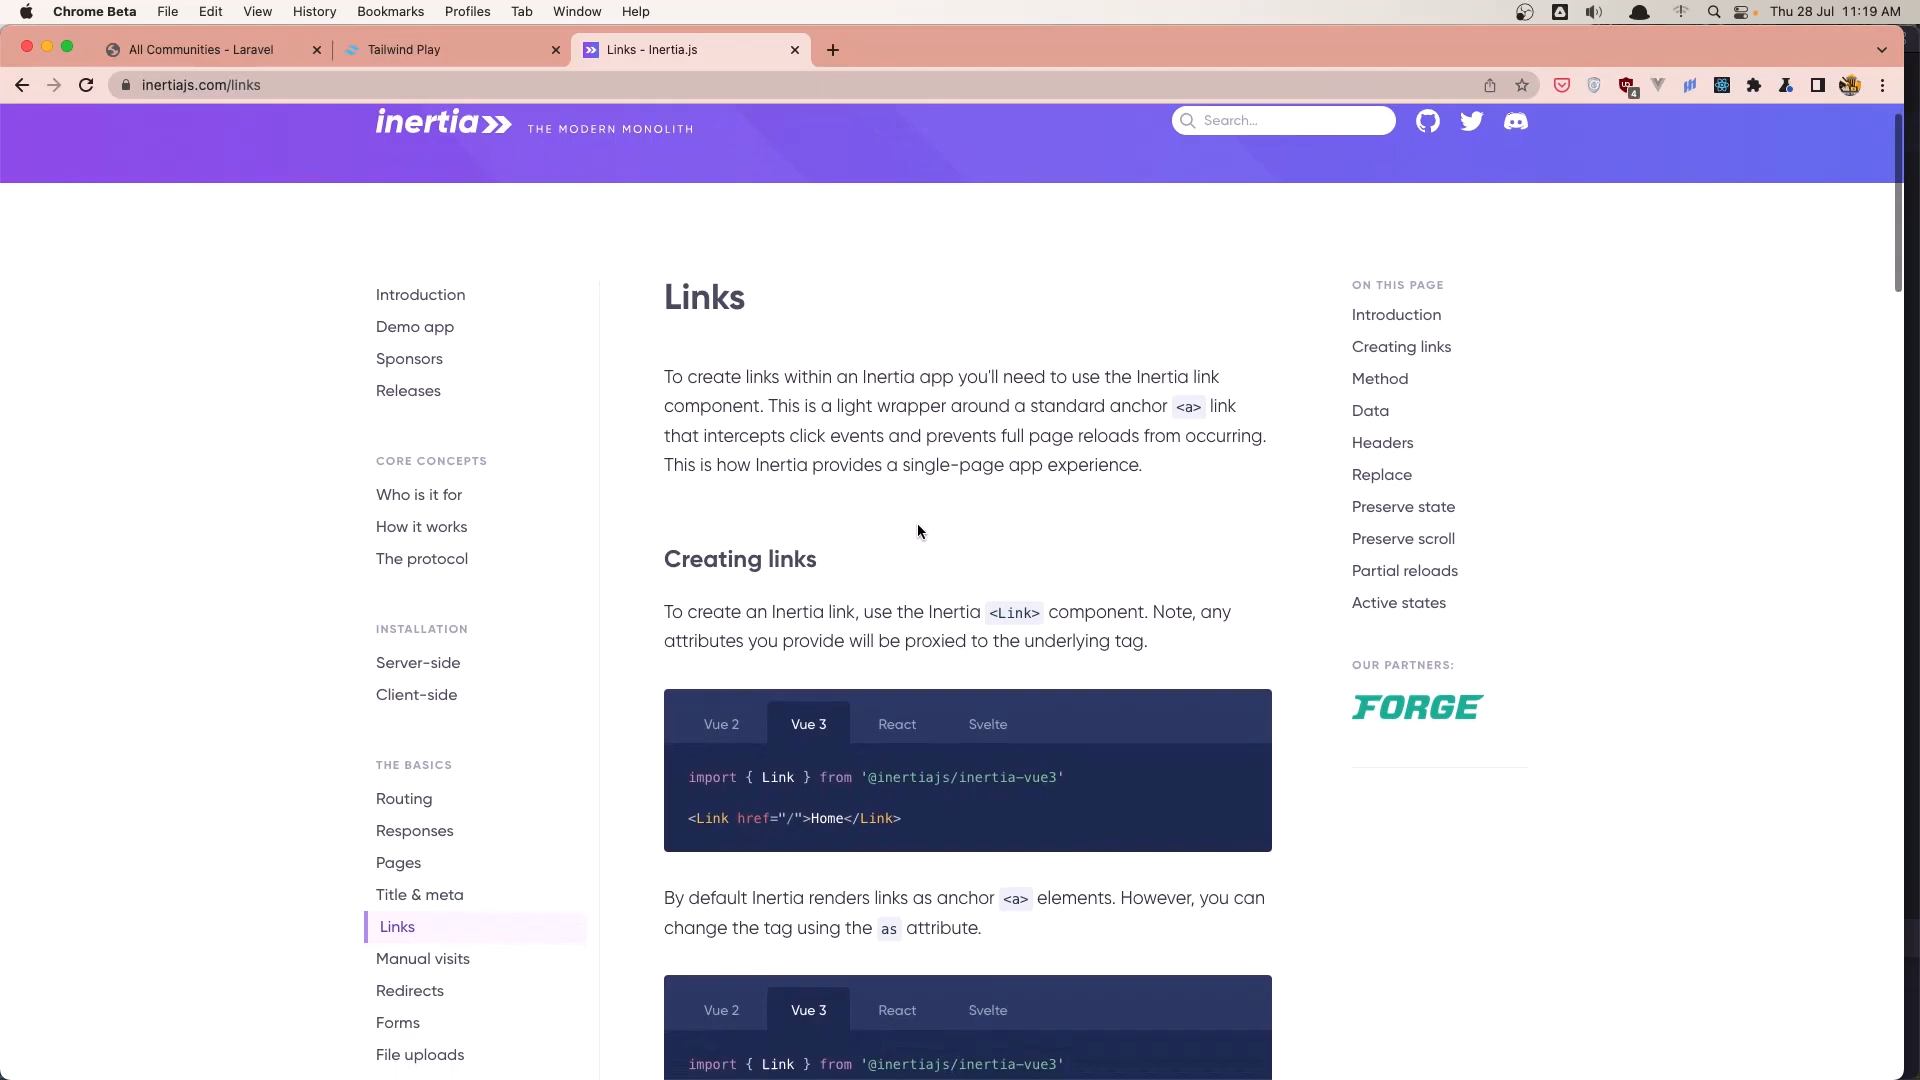 Chrome Beta File Edit View History Bookmarks Profiles Tab Window Help Thu 28 Jul 11:19 AM
All Communities - Laravel
Tailwind Play
Links - Inertia.js
inertiajs.com/links
4
inertia
THE MODERN MONOLITH
Search...
Introduction
Demo app
Sponsors
Releases
CORE CONCEPTS
Who is it for
How it works
The protocol
INSTALLATION
Server-side
Client-side
THE BASICS
Routing
Responses
Pages
Title & meta
Links
Manual visits
Redirects
Forms
File uploads
Links
To create links within an Inertia app you'll need to use the Inertia link
component. This is a light wrapper around a standard anchor <a> link
that intercepts click events and prevents full page reloads from occurring.
This is how Inertia provides a single-page app experience.
Creating links
To create an Inertia link, use the Inertia <Link> component. Note, any
attributes you provide will be proxied to the underlying tag.
Vue 2 Vue 3 React Svelte
import { Link } from '@inertiajs/inertia-vue3'
<Link href="/">Home</Link>
By default Inertia renders links as anchor <a> elements. However, you can
change the tag using the as attribute.
Vue 2 Vue 3 React Svelte
import { Link } from '@inertiajs/inertia-vue3'
ON THIS PAGE
Introduction
Creating links
Method
Data
Headers
Replace
Preserve state
Preserve scroll
Partial reloads
Active states
OUR PARTNERS:
FORGE